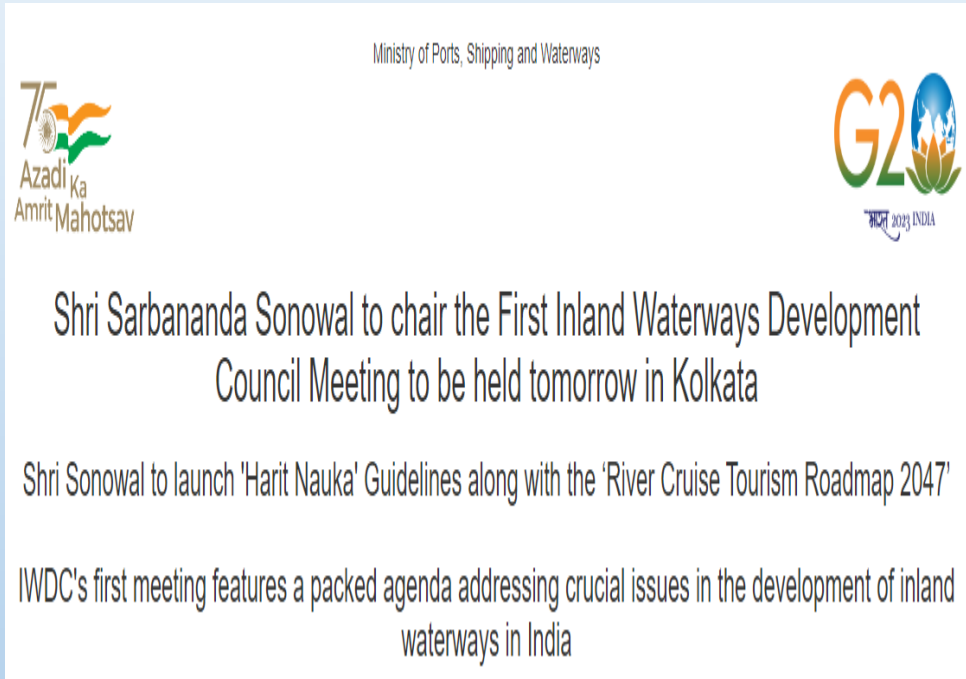 Ministry of Ports, Shipping and Waterways
75
Azadi Ka
Amrit Mahotsav
G20
भारत 2023 INDIA
Shri Sarbananda Sonowal to chair the First Inland Waterways Development
Council Meeting to be held tomorrow in Kolkata
Shri Sonowal to launch 'Harit Nauka' Guidelines along with the ‘River Cruise Tourism Roadmap 2047’
IWDC's first meeting features a packed agenda addressing crucial issues in the development of inland
waterways in India